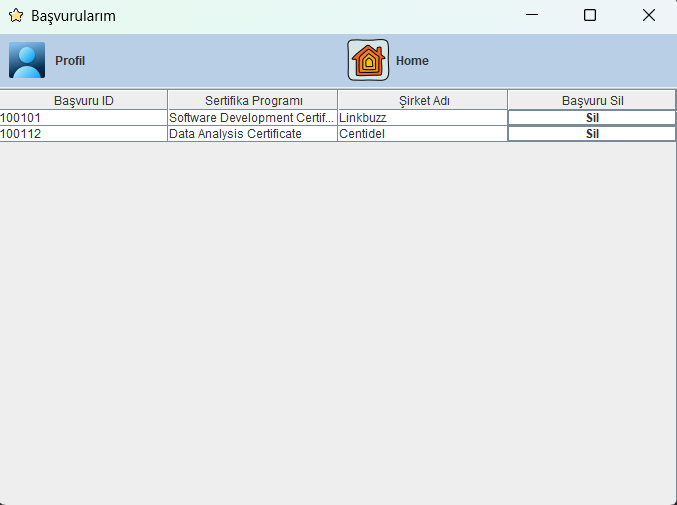 Başvurularım
Profil Home
Başvuru ID Sertifika Programı Şirket Adı Başvuru Sil
100101 Software Development Certif... Linkbuzz Sil
100112 Data Analysis Certificate Centidel Sil